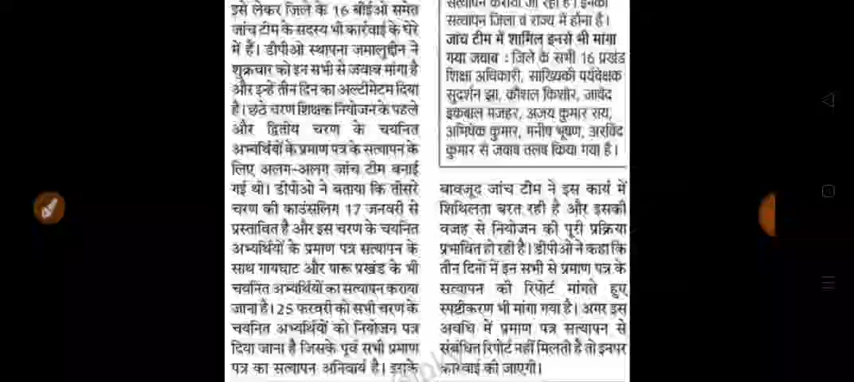 इसे लेकर जिले के 16 बीईओ समेत
जांच टीम के सदस्य भी कार्रवाई के घेरे
में हैं। डीपीओ स्थापना जमालुद्दीन ने
शुक्रवार को इन सभी से जवाब मांगा है
और इन्हें तीन दिन का अल्टीमेटम दिया
है। छठे चरण शिक्षक नियोजन के पहले
और द्वितीय चरण के चयनित
अभ्यर्थियों के प्रमाण पत्र के सत्यापन के
लिए अलग-अलग जांच टीम बनाई
गई थी। डीपीओ ने बताया कि तीसरे
चरण की काउंसलिंग 17 जनवरी से
प्रस्तावित है और इस चरण के चयनित
अभ्यर्थियों के प्रमाण पत्र सत्यापन के
साथ गायघाट और पारू प्रखंड के भी
चयनित अभ्यर्थियों का सत्यापन कराया
जाना है। 25 फरवरी को सभी चरण के
चयनित अभ्यर्थियों को नियोजन पत्र
दिया जाना है जिसके पूर्व सभी प्रमाण
पत्र का सत्यापन अनिवार्य है। इसके
सत्यापन कराया जा रहा है। इनका
सत्यापन जिला व राज्य में होना है।
जांच टीम में शामिल इनसे भी मांगा
गया जवाब : जिले के सभी 16 प्रखंड
शिक्षा अधिकारी, सांख्यिकी पर्यवेक्षक
सुदर्शन झा, कौशल किशोर, जावेद
इकबाल मजहर, अजय कुमार राय,
अभिषेक कुमार, मनीष भूषण, अरविंद
कुमार से जवाब तलब किया गया है।
बावजूद जांच टीम ने इस कार्य में
शिथिलता बरत रही है और इसकी
वजह से नियोजन की पूरी प्रक्रिया
प्रभावित हो रही है। डीपीओ ने कहा कि
तीन दिनों में इन सभी से प्रमाण पत्र के
सत्यापन की रिपोर्ट मांगते हुए
स्पष्टीकरण भी मांगा गया है। अगर इस
अवधि में प्रमाण पत्र सत्यापन से
संबंधित रिपोर्ट नहीं मिलती है तो इनपर
कार्रवाई की जाएगी।